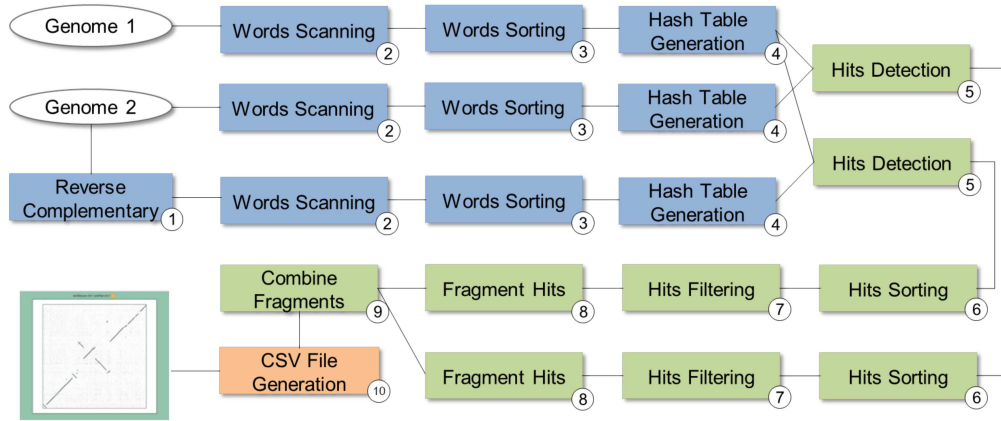 Genome 1
Words Scanning
2
Words Sorting
3
Hash Table
Generation
4
Hits Detection
5
Genome 2
Words Scanning
2
Words Sorting
3
Hash Table
Generation
4
Hits Detection
5
Reverse
Complementary
1
Words Scanning
2
Words Sorting
3
Hash Table
Generation
4
Combine
Fragments
9
Fragment Hits
8
Hits Filtering
7
Hits Sorting
6
CSV File
Generation
10
Fragment Hits
8
Hits Filtering
7
Hits Sorting
6